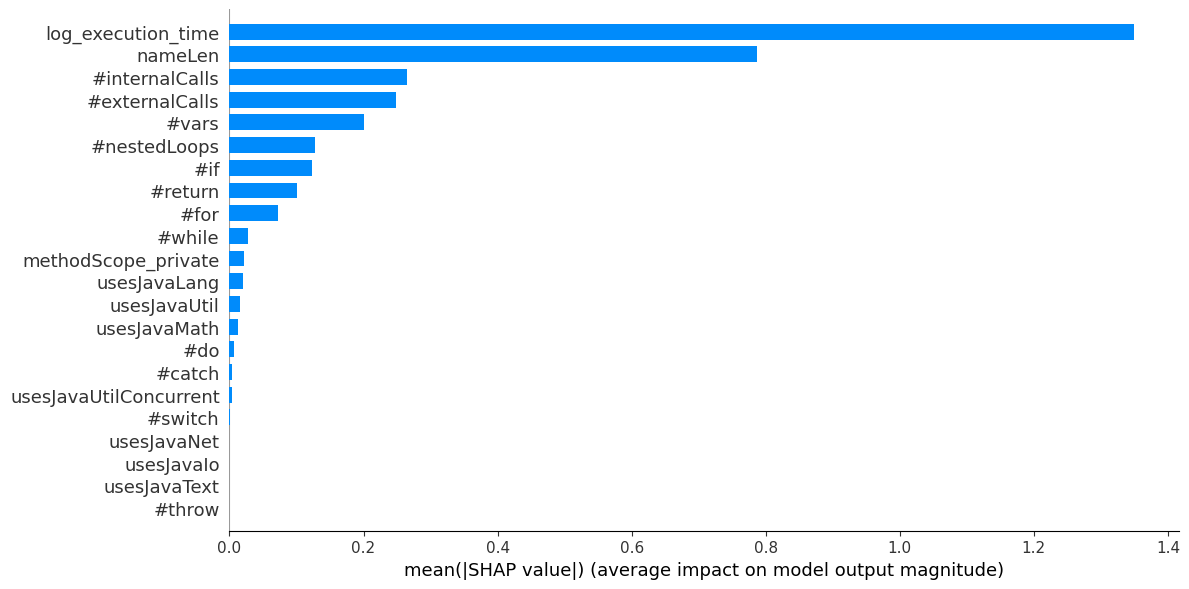 log_execution_time
nameLen
#internalCalls
#externalCalls
#vars
#nestedLoops
#if
#return
#for
#while
methodScope_private
usesJavaLang
usesJavaUtil
usesJavaMath
#do
#catch
usesJavaUtilConcurrent
#switch
usesJavaNet
usesJavaIo
usesJavaText
#throw
0.0 0.2 0.4 0.6 0.8 1.0 1.2 1.4
mean(|SHAP value|) (average impact on model output magnitude)